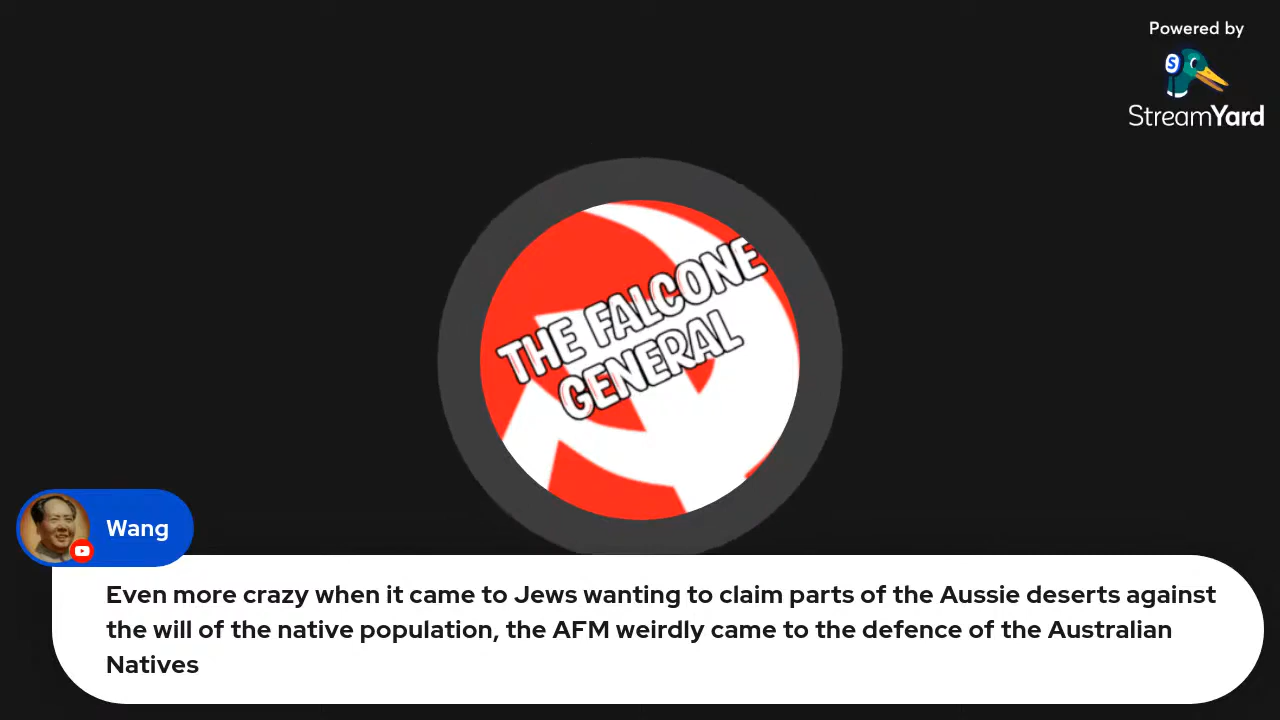 Powered by
S
StreamYard
THE FALCONE
GENERAL
Wang
Even more crazy when it came to Jews wanting to claim parts of the Aussie deserts against
the will of the native population, the AFM weirdly came to the defence of the Australian
Natives